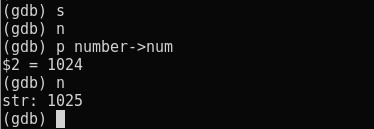 (gdb) s
(gdb) n
(gdb) p number->num
$2 = 1024
(gdb) n
str: 1025
(gdb)